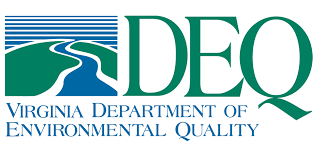 DEQ
VIRGINIA DEPARTMENT OF
ENVIRONMENTAL QUALITY